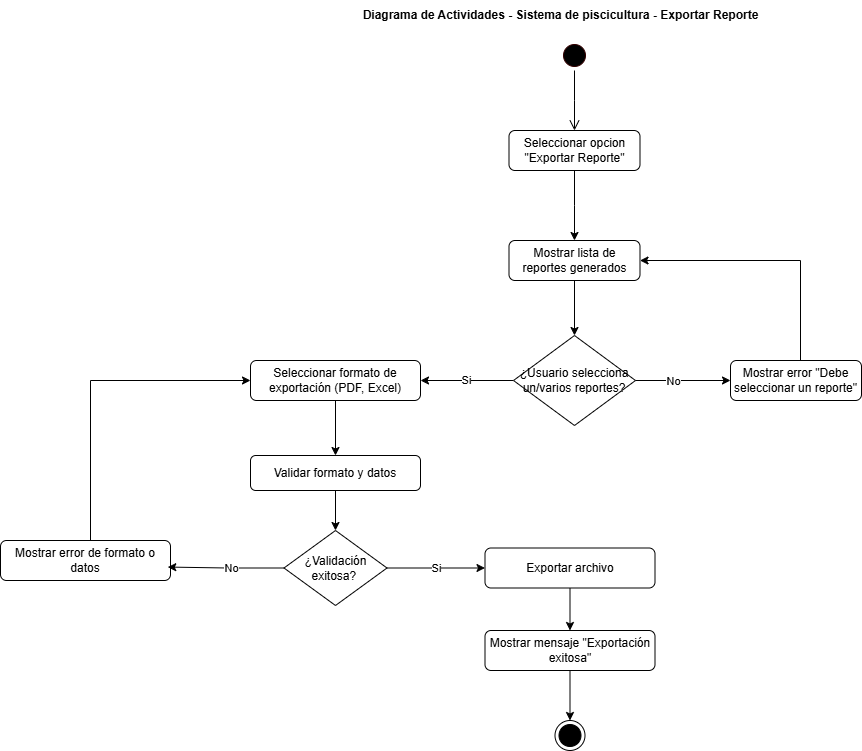 Diagrama de Actividades - Sistema de piscicultura - Exportar Reporte
Seleccionar opcion
"Exportar Reporte"
Mostrar lista de
reportes generados
¿Usuario selecciona
un/varios reportes?
Si
No
Seleccionar formato de
exportación (PDF, Excel)
Mostrar error "Debe
seleccionar un reporte"
Validar formato y datos
¿Validación
exitosa?
No
Si
Mostrar error de formato o
datos
Exportar archivo
Mostrar mensaje "Exportación
exitosa"